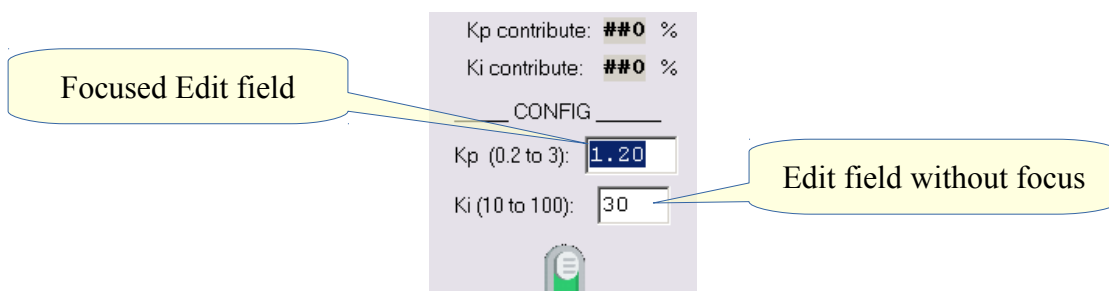 Kp contribute: ##0 %
Ki contribute: ##0 %
Focused Edit field
_____ CONFIG ______
Kp (0.2 to 3): 1.20
Edit field without focus
Ki (10 to 100): 30